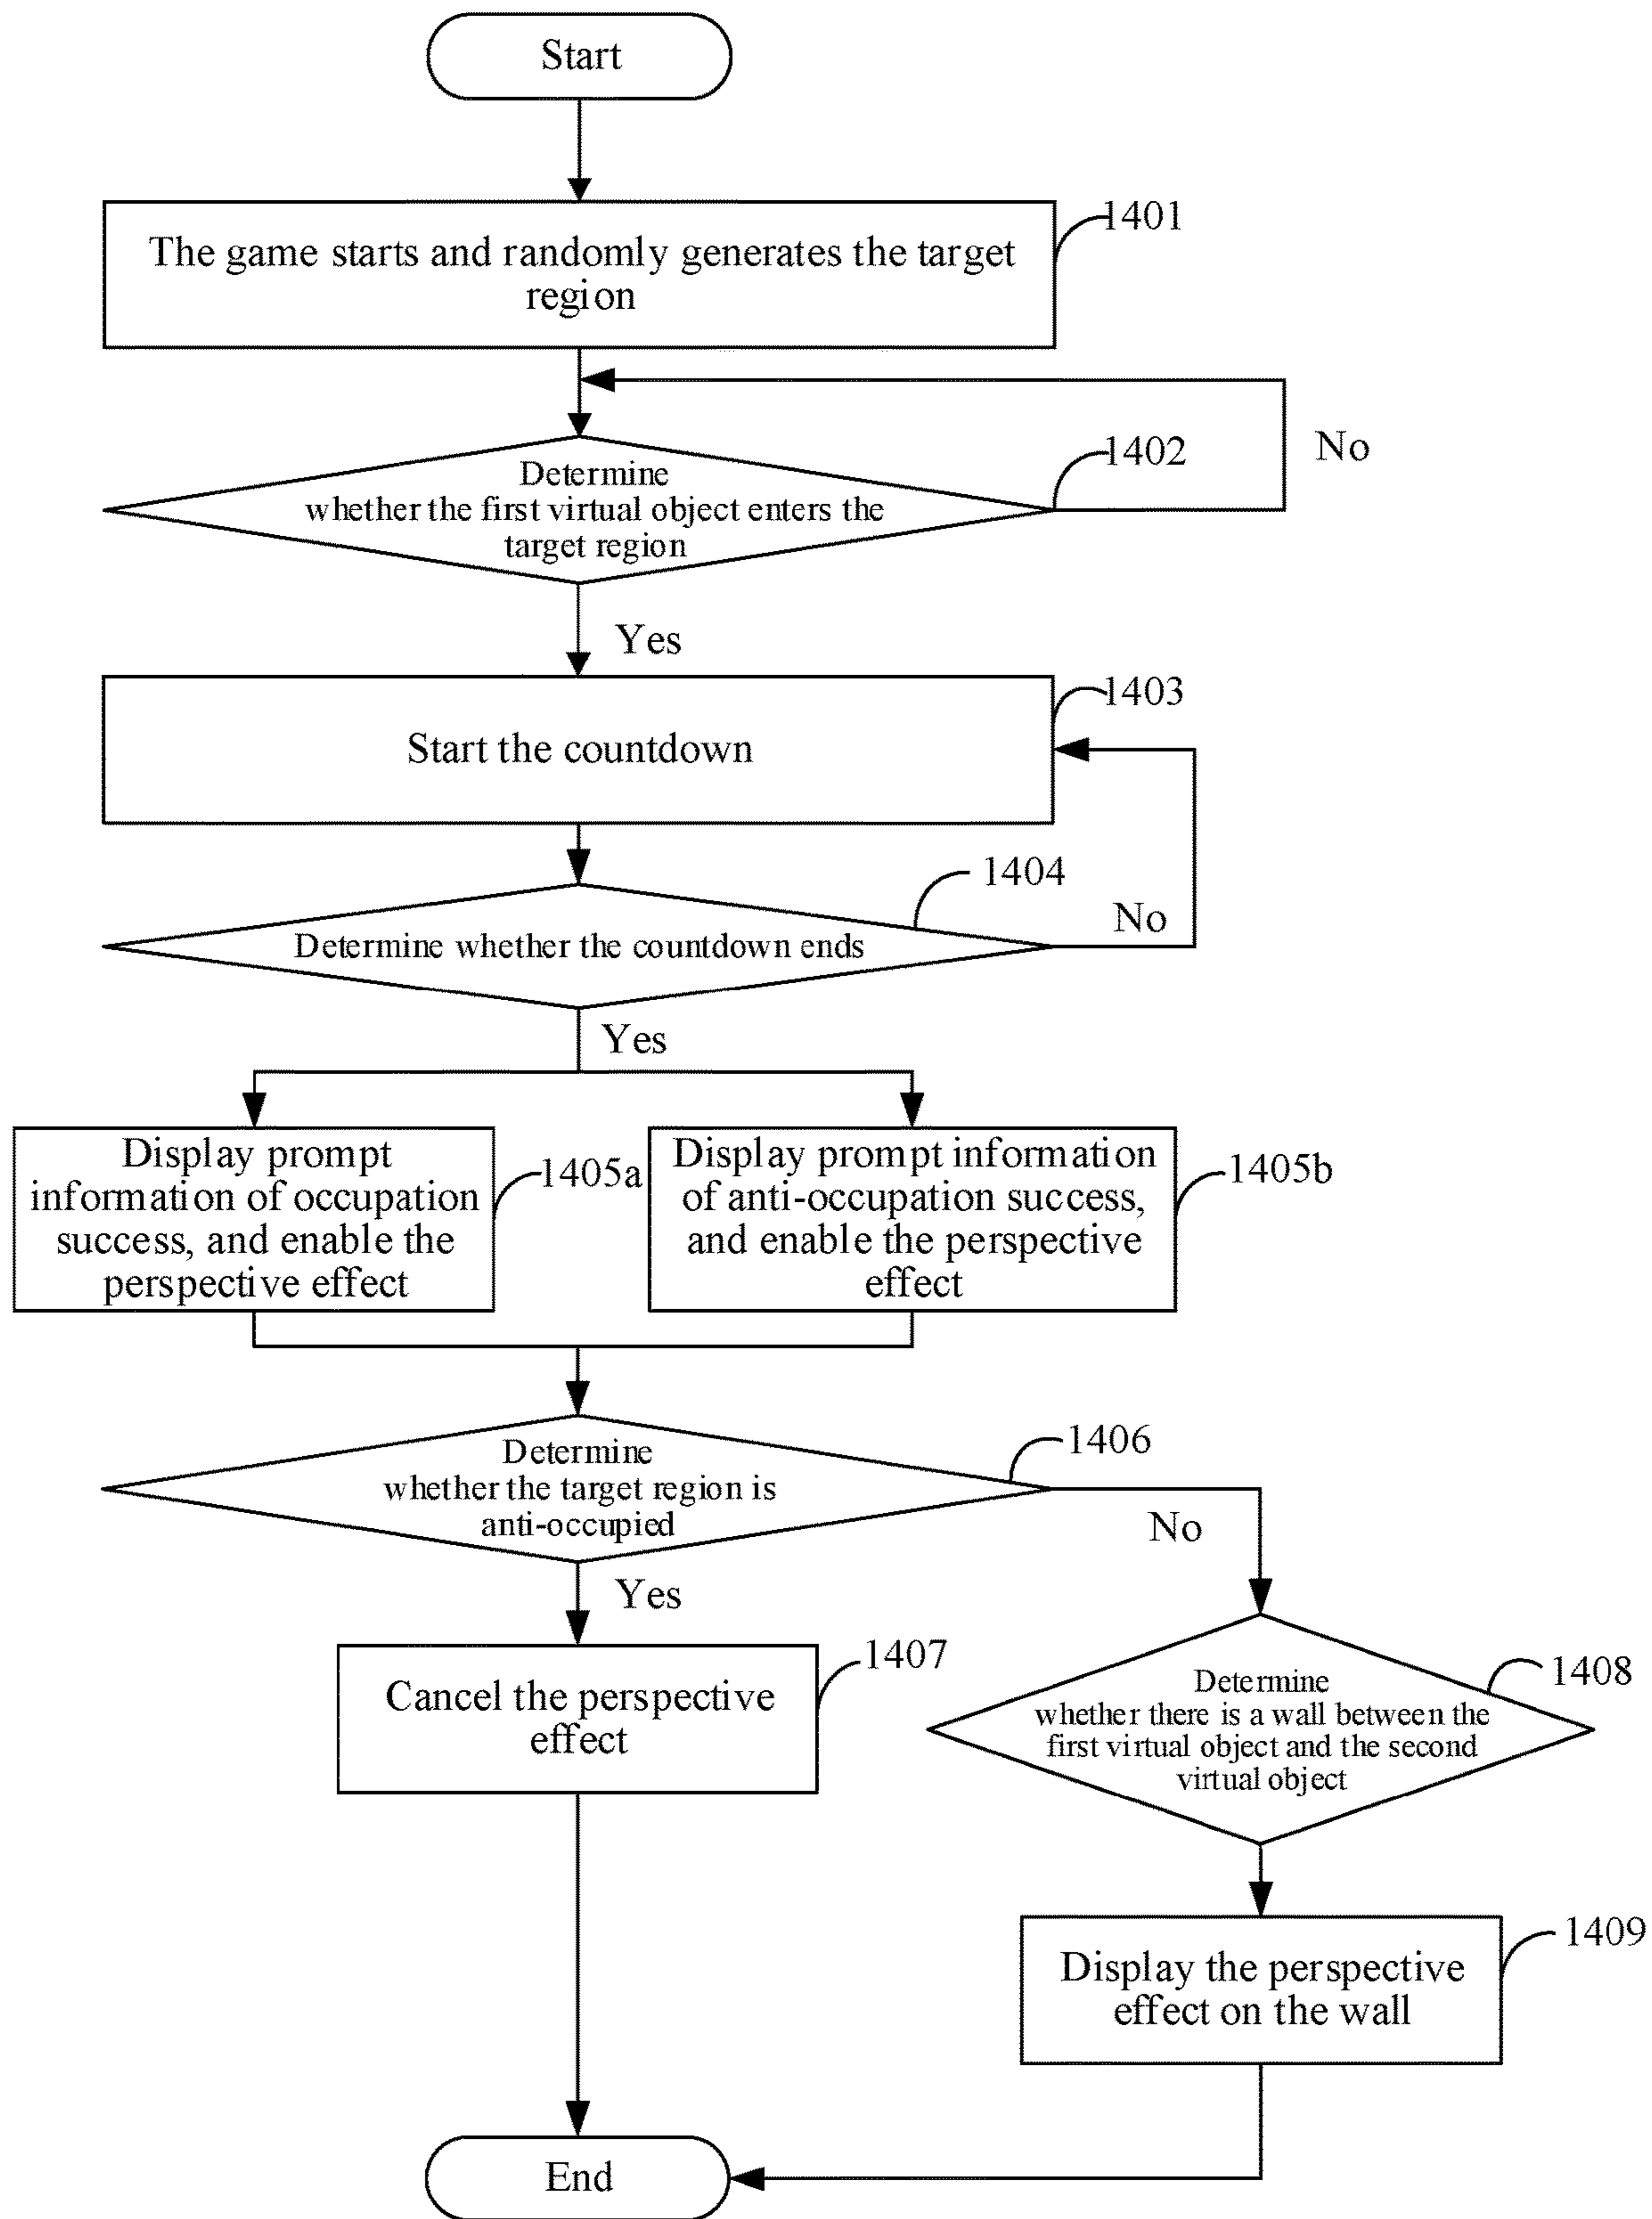 Start
1401
The game starts and randomly generates the target
region
No
1402
Determine
whether the first virtual object enters the
target region
Yes
1403
Start the countdown
1404
No
Determine whether the countdown ends
Yes
Display prompt
information of occupation
success, and enable the
perspective effect
1405a
Display prompt information
of anti-occupation success,
and enable the perspective
effect
1405b
1406
Determine
whether the target region is
anti-occupied
No
Yes
1407
Cancel the perspective
effect
1408
Determine
whether there is a wall between the
first virtual object and the second
virtual object
1409
Display the perspective
effect on the wall
End